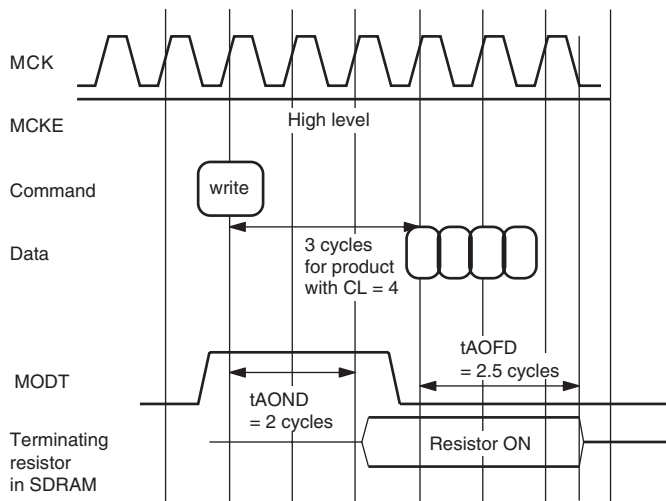 MCK
MCKE
High level
Command
write
Data
3 cycles
for product
with CL = 4
MODT
tAOND
= 2 cycles
tAOFD
= 2.5 cycles
Terminating
resistor
in SDRAM
Resistor ON